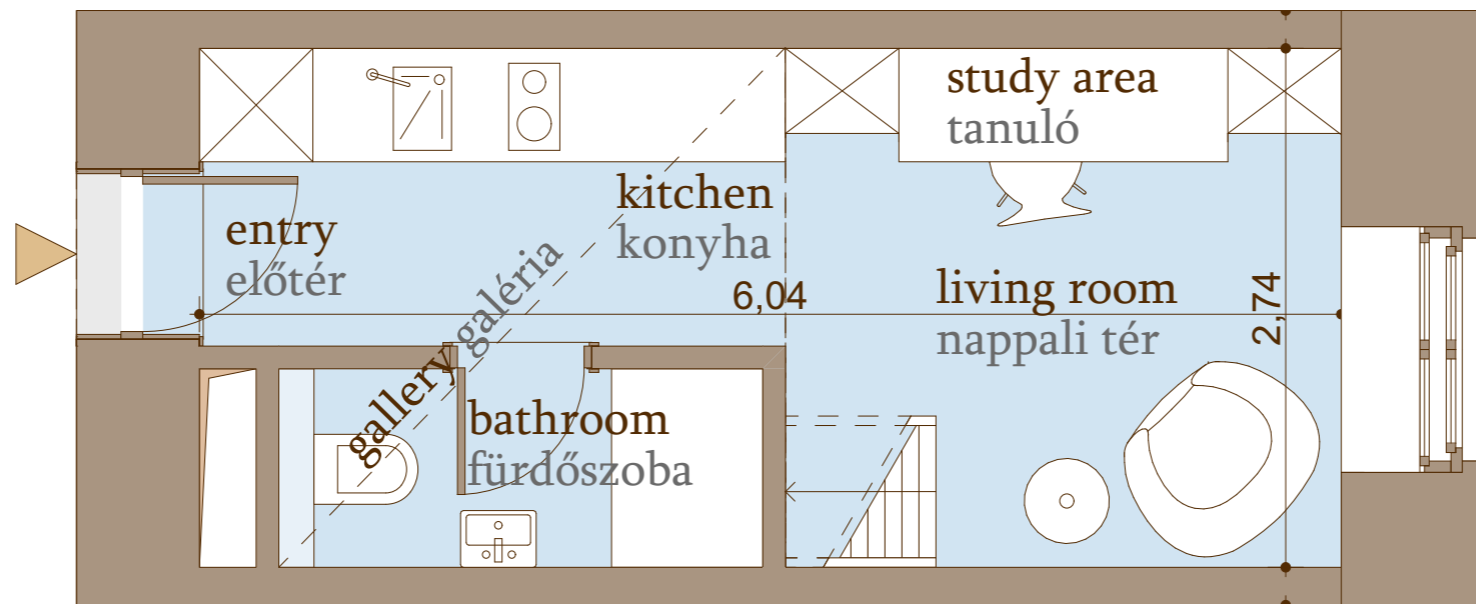 study area
tanuló
kitchen
konyha
entry
előtér
gallery galéria
6,04
living room
nappali tér
2,74
bathroom
fürdőszoba